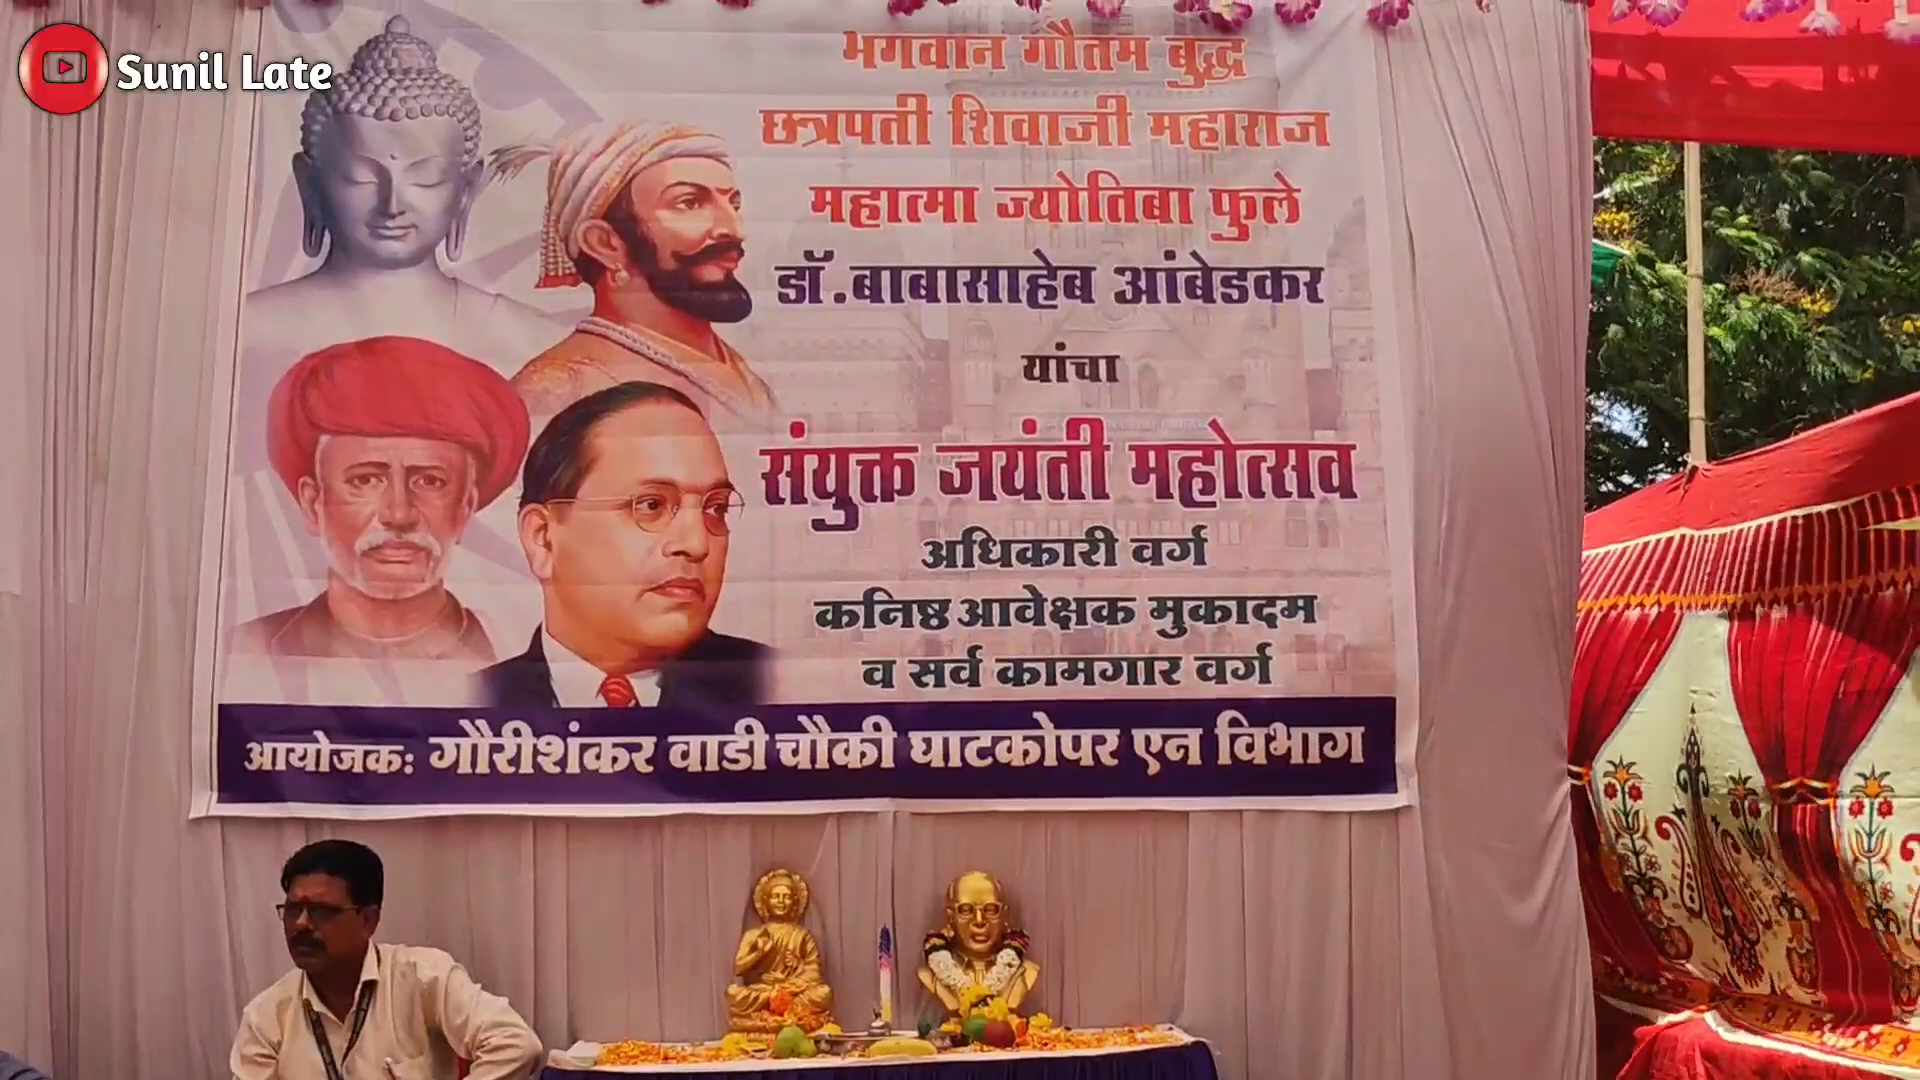 Sunil Late
भगवान गौतम बुद्ध
छत्रपती शिवाजी महाराज
महात्मा ज्योतिबा फुले
डॉ.बाबासाहेब आंबेडकर
यांचा
संयुक्त जयंती महोत्सव
अधिकारी वर्ग
कनिष्ठ आवेक्षक मुकादम
व सर्व कामगार वर्ग
आयोजक: गौरीशंकर वाडी चौकी घाटकोपर एन विभाग